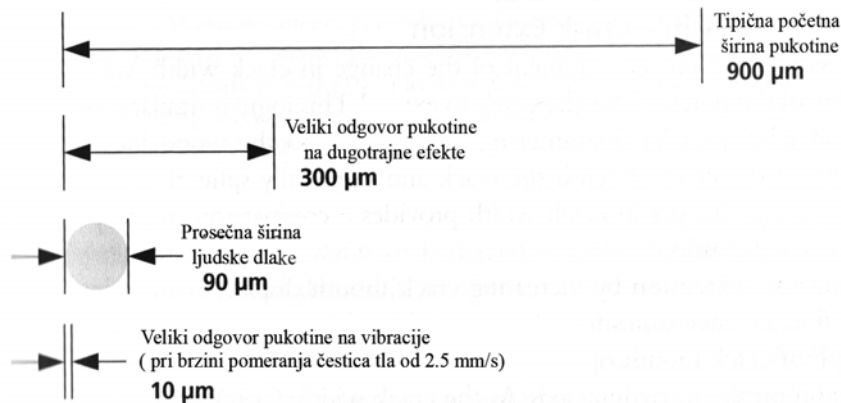 Tipična početna
širina pukotine
900 µm
Veliki odgovor pukotine
na dugotrajne efekte
300 µm
Prosečna širina
ljudske dlake
90 µm
Veliki odgovor pukotine na vibracije
( pri brzini pomeranja čestica tla od 2.5 mm/s)
10 µm